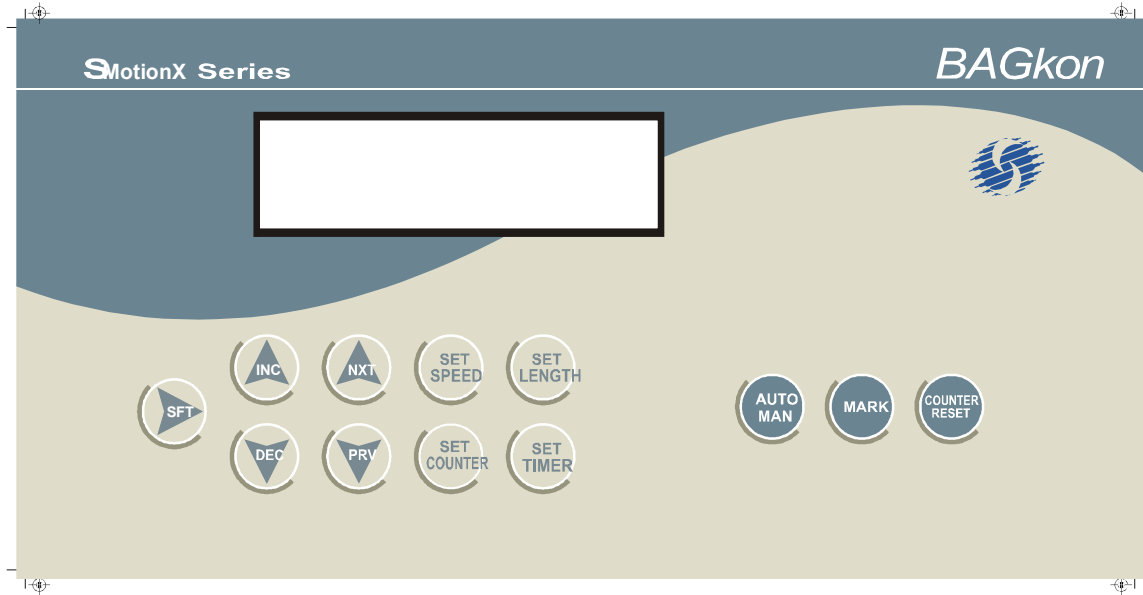 SMotionX Series
BAGkon
INC
NXT
SET
SPEED
SET
LENGTH
SFT
AUTO
MAN
MARK
COUNTER
RESET
DEC
PRV
SET
COUNTER
SET
TIMER